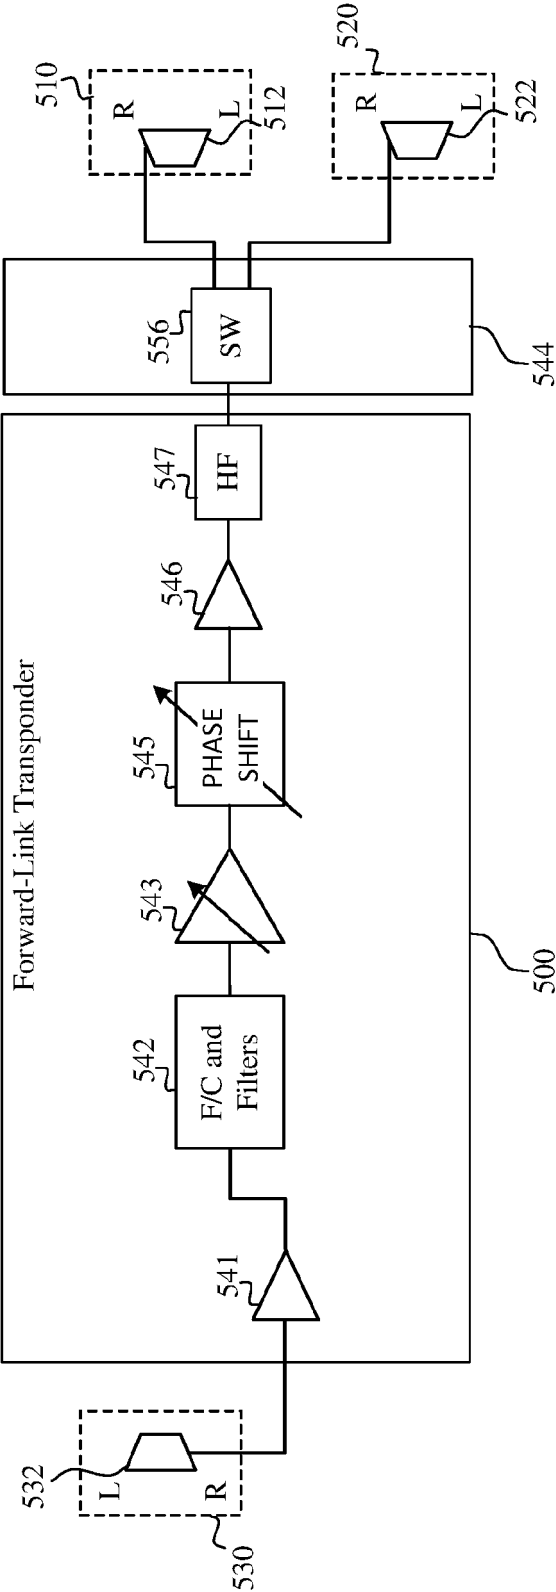 Forward-Link Transponder
530
532
L
R
541
542
F/C and
Filters
543
545
PHASE
SHIFT
546
547
HF
500
556
SW
544
510
R
L
512
520
R
L
522